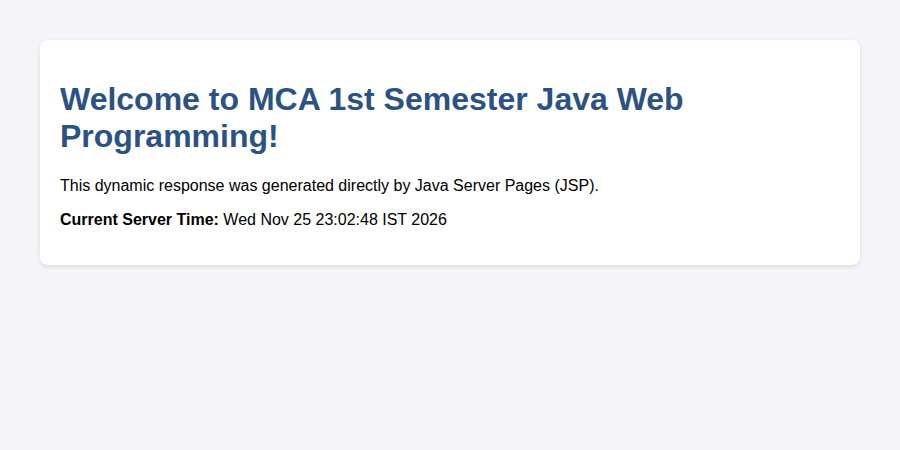 Welcome to MCA 1st Semester Java Web
Programming!
This dynamic response was generated directly by Java Server Pages (JSP).
Current Server Time: Wed Nov 25 23:02:48 IST 2026